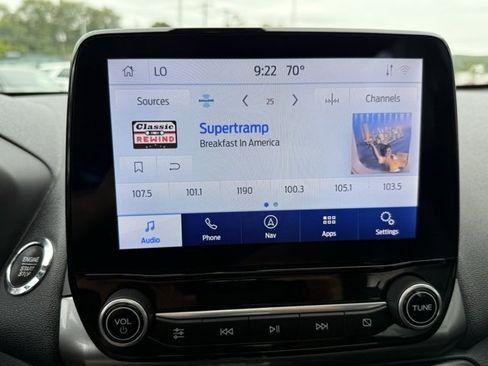 LO 9:22 70°
Sources 25 Channels
Classic
REWIND
Supertramp
Breakfast In America
107.5 101.1 1190 100.3 105.1 103.5
Audio Phone Nav Apps Settings
ENGINE
START
STOP
VOL
TUNE